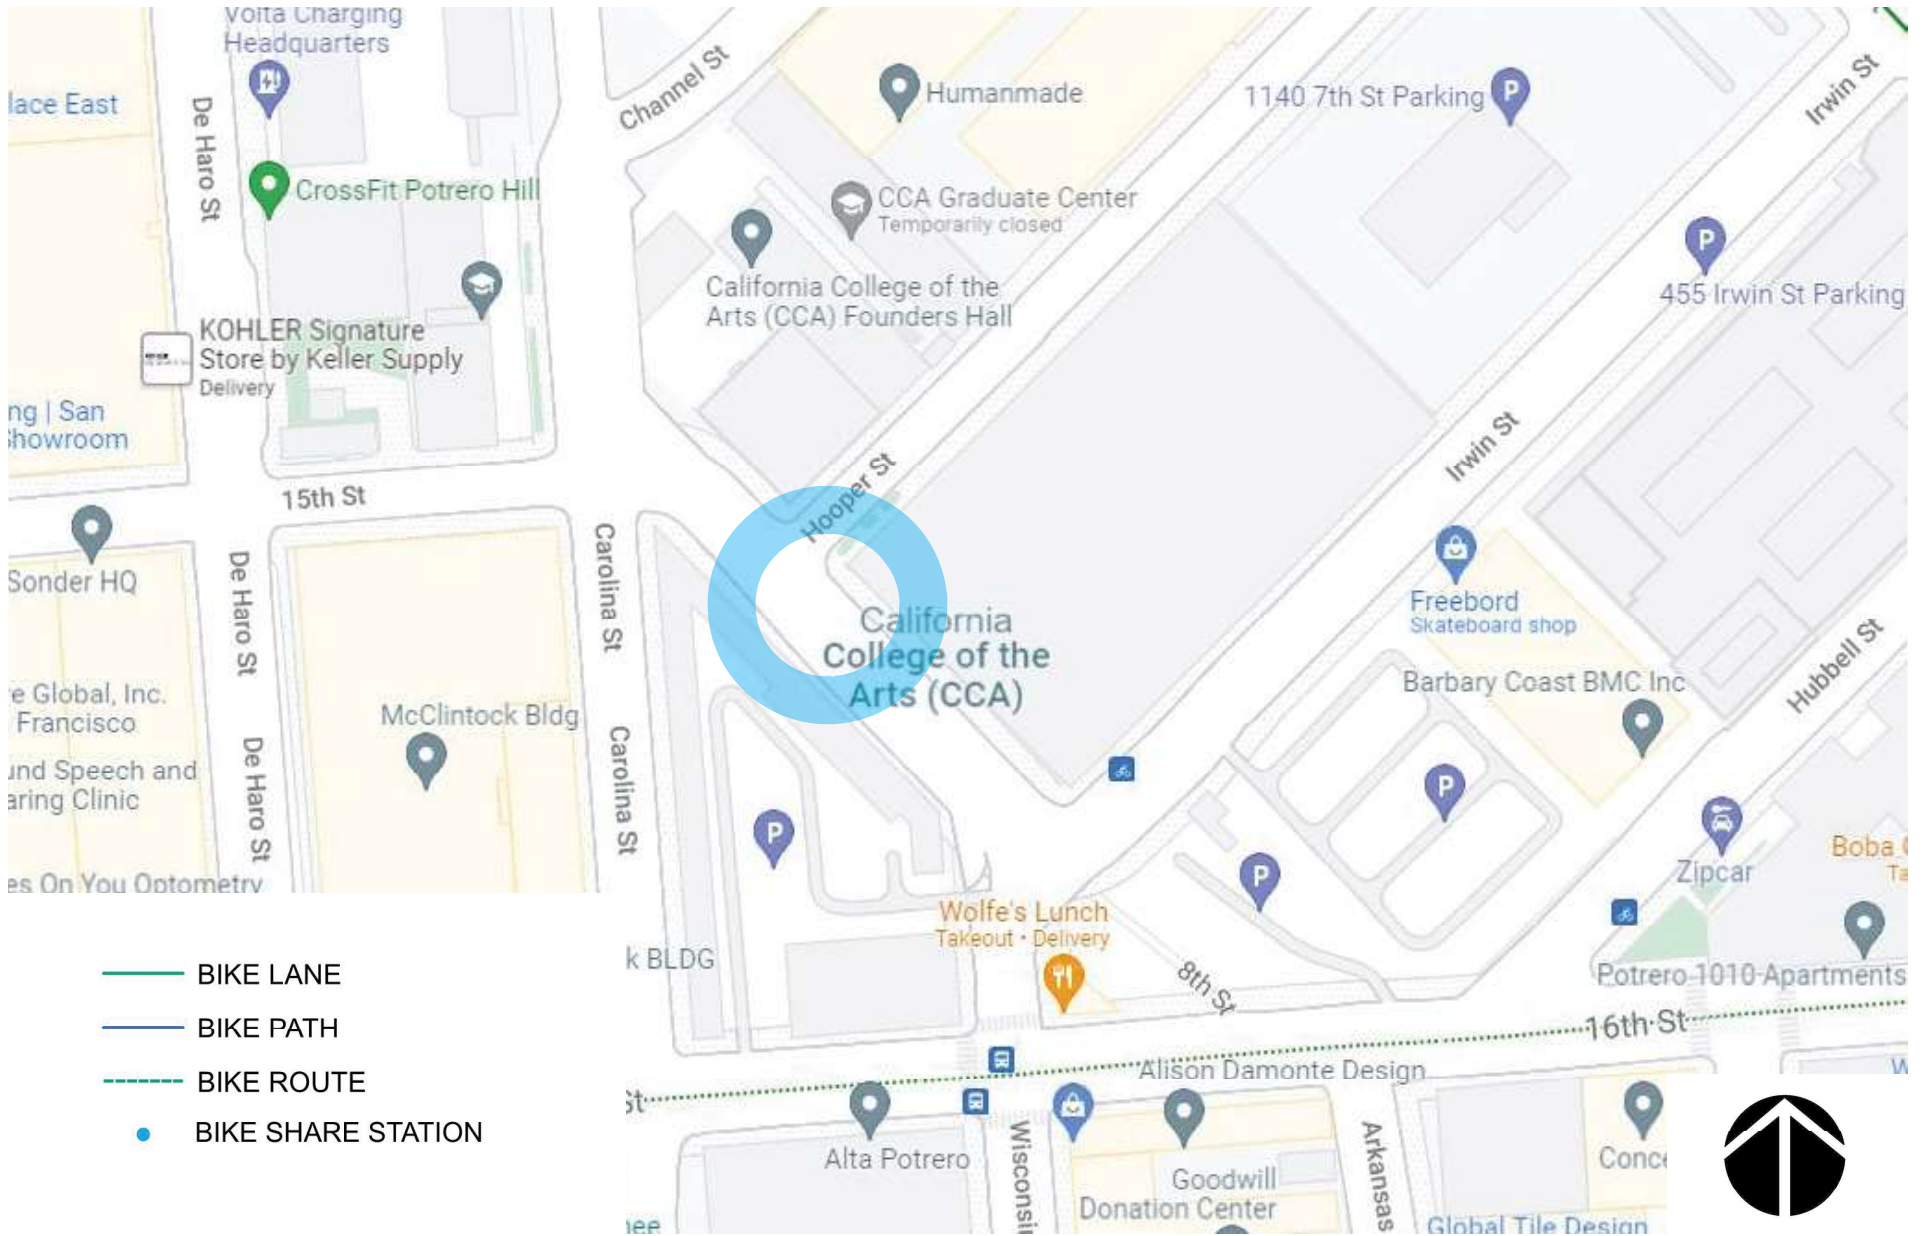 Volta Charging
Headquarters
lace East
De Haro St
CrossFit Potrero Hill
Channel St
Humanmade
1140 7th St Parking
P
Irwin St
CCA Graduate Center
Temporarily closed
California College of the
Arts (CCA) Founders Hall
P
455 Irwin St Parking
KOHLER Signature
Store by Keller Supply
Delivery
ng | San
Showroom
15th St
Hooper St
Irwin St
Sonder HQ
De Haro St
Carolina St
California
College of the
Arts (CCA)
Freebord
Skateboard shop
Barbary Coast BMC Inc
Hubbell St
e Global, Inc.
Francisco
McClintock Bldg
Carolina St
De Haro St
und Speech and
aring Clinic
P
P
P
Zipcar
Boba
Ta
es On You Optometry
Wolfe's Lunch
Takeout • Delivery
k BLDG
8th St
Potrero 1010 Apartments
16th St
BIKE LANE
BIKE PATH
BIKE ROUTE
BIKE SHARE STATION
St
Alison Damonte Design
W
Alta Potrero
Wisconsi
Goodwill
Donation Center
Arkansas
Conce
nee
Global Tile Design